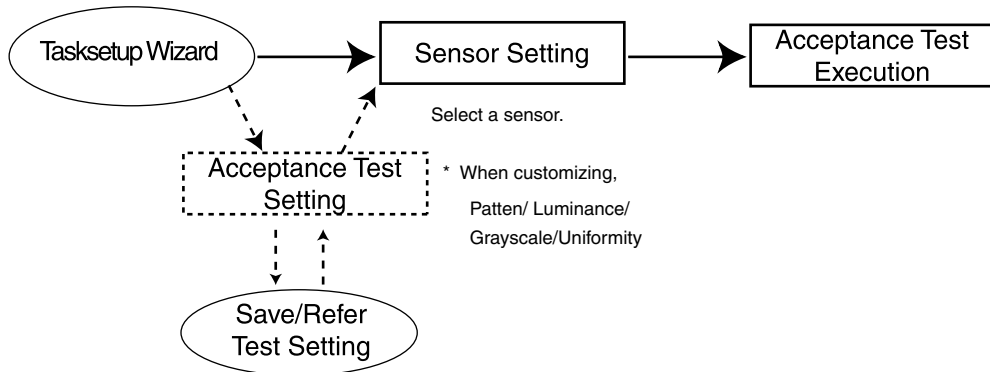 Tasksetup Wizard
Sensor Setting
Acceptance Test
Execution
Select a sensor.
Acceptance Test
Setting
* When customizing,
Patten/ Luminance/
Grayscale/Uniformity
Save/Refer
Test Setting